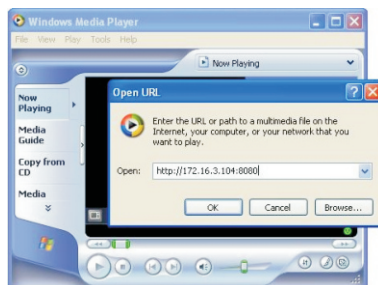 Windows Media Player
File View Play Tools Help
Now Playing
Now
Playing
Media
Guide
Copy from
CD
Media
Open URL
Enter the URL or path to a multimedia file on the
Internet, your computer, or your network that you
want to play.
Open: http://172.16.3.104:8080
OK Cancel Browse...